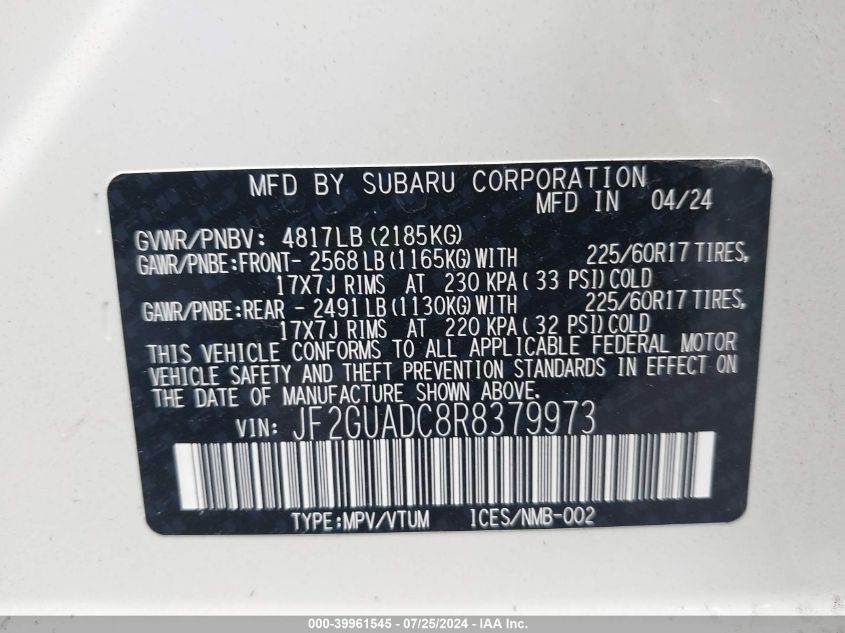 MFD BY SUBARU CORPORATION
MFD IN 04/24
GVWR/PNBV: 4817LB (2185KG)
GAWR/PNBE:FRONT- 2568LB (1165KG) WITH 225/60R17 TIRES,
17X7J RIMS AT 230 KPA ( 33 PSI) COLD
GAWR/PNBE:REAR - 2491LB (1130KG) WITH 225/60R17 TIRES,
17X7J RIMS AT 220 KPA ( 32 PSI) COLD
THIS VEHICLE CONFORMS TO ALL APPLICABLE FEDERAL MOTOR
VEHICLE SAFETY AND THEFT PREVENTION STANDARDS IN EFFECT ON
THE DATE OF MANUFACTURE SHOWN ABOVE.
VIN: JF2GUADC8R8379973
TYPE:MPV/VTUM ICES/NMB-002
000-39961545 - 07/25/2024 - IAA Inc.